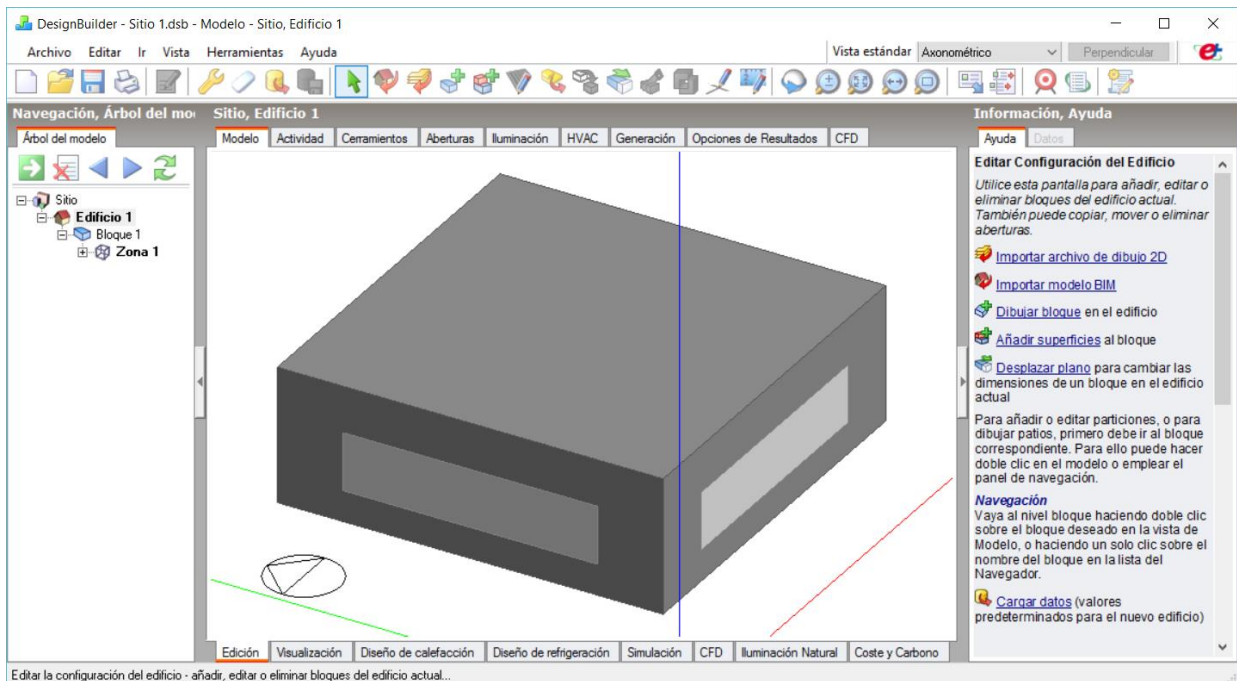 DesignBuilder - Sitio 1.dsb - Modelo - Sitio, Edificio 1
Archivo Editar Ir Vista Herramientas Ayuda
Vista estándar Axonométrico Perpendicular
Navegación, Árbol del mo
Sitio, Edificio 1
Información, Ayuda
Árbol del modelo
Modelo Actividad Cerramientos Aberturas Iluminación HVAC Generación Opciones de Resultados CFD
Ayuda Datos
Sitio
Edificio 1
Bloque 1
Zona 1
Editar Configuración del Edificio
Utilice esta pantalla para añadir, editar o
eliminar bloques del edificio actual.
También puede copiar, mover o eliminar
aberturas.
Importar archivo de dibujo 2D
Importar modelo BIM
Dibujar bloque en el edificio
Añadir superficies al bloque
Desplazar plano para cambiar las
dimensiones de un bloque en el edificio
actual
Para añadir o editar particiones, o para
dibujar patios, primero debe ir al bloque
correspondiente. Para ello puede hacer
doble clic en el modelo o emplear el
panel de navegación.
Navegación
Vaya al nivel bloque haciendo doble clic
sobre el bloque deseado en la vista de
Modelo, o haciendo un solo clic sobre el
nombre del bloque en la lista del
Navegador.
Cargar datos (valores
predeterminados para el nuevo edificio)
Edición Visualización Diseño de calefacción Diseño de refrigeración Simulación CFD Iluminación Natural Coste y Carbono
Editar la configuración del edificio - añadir, editar o eliminar bloques del edificio actual...